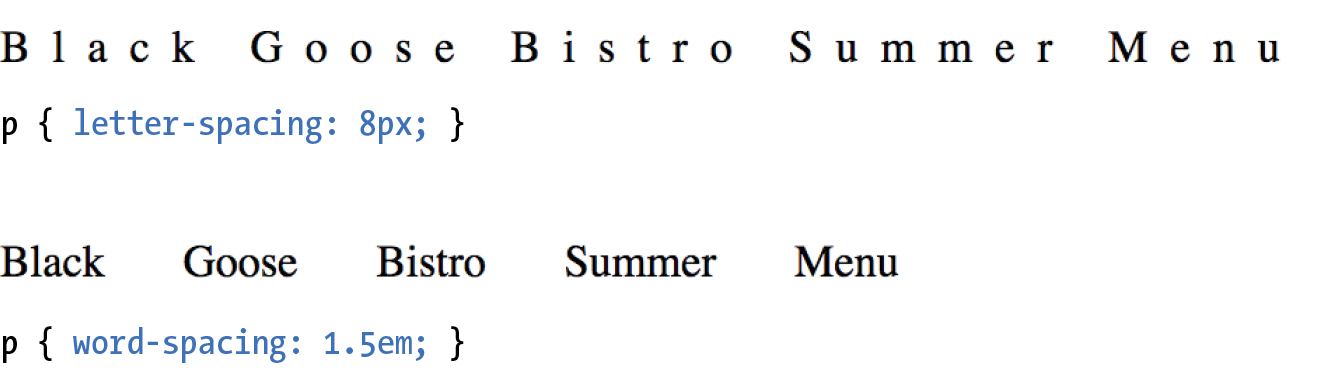 Black Goose Bistro Summer Menu
p { letter-spacing: 8px; }
Black Goose Bistro Summer Menu
p { word-spacing: 1.5em; }